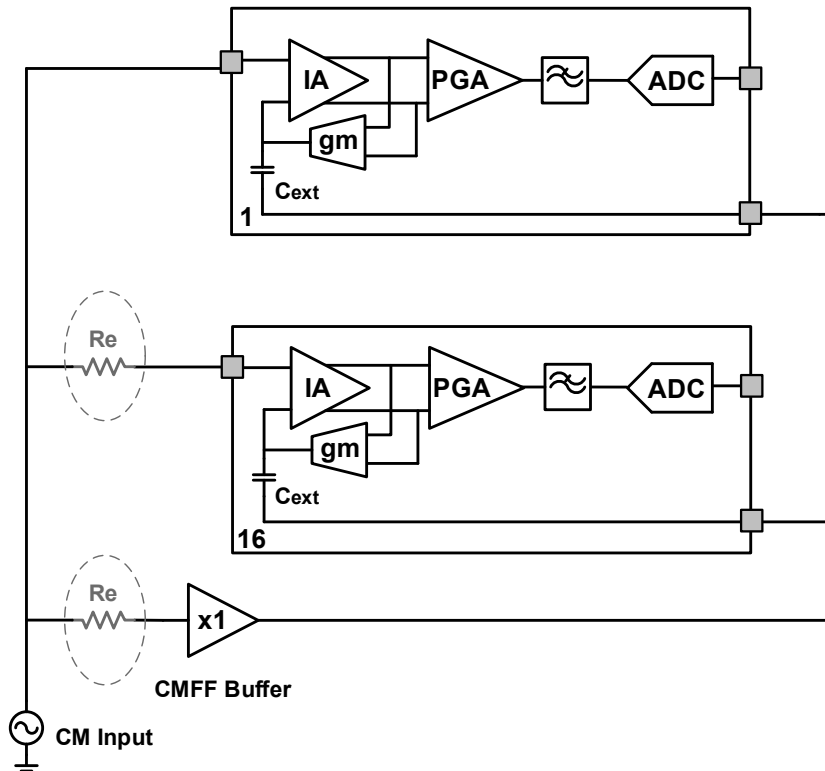 IA
PGA
ADC
gm
Cext
1
Re
IA
PGA
ADC
gm
Cext
16
Re
x1
CMFF Buffer
CM Input